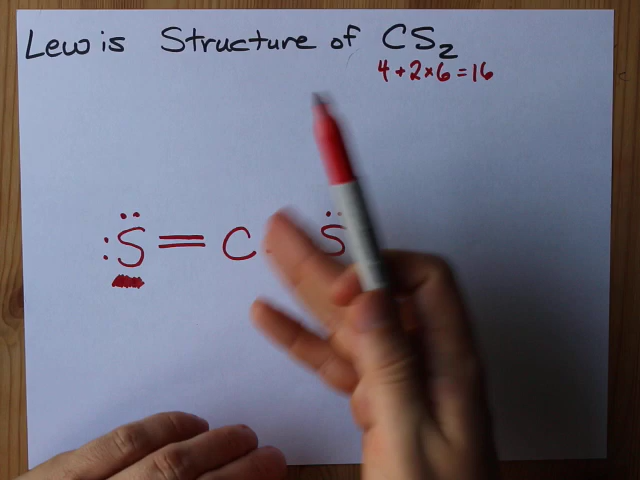 Lewis Structure of CS₂
4+2×6=16
:S̈=C S̈